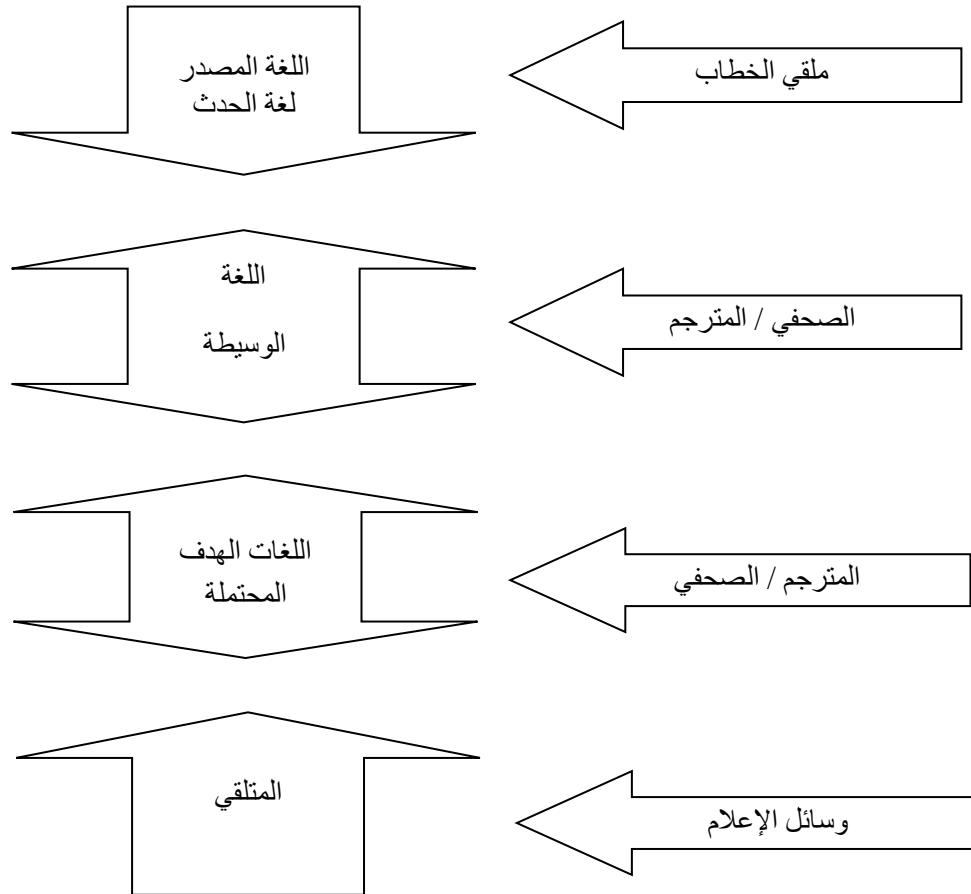 ملقي الخطاب
اللغة المصدر
لغة الحدث
الصحفي / المترجم
اللغة
الوسيطة
المترجم / الصحفي
اللغات الهدف
المحتملة
وسائل الإعلام
المتلقي